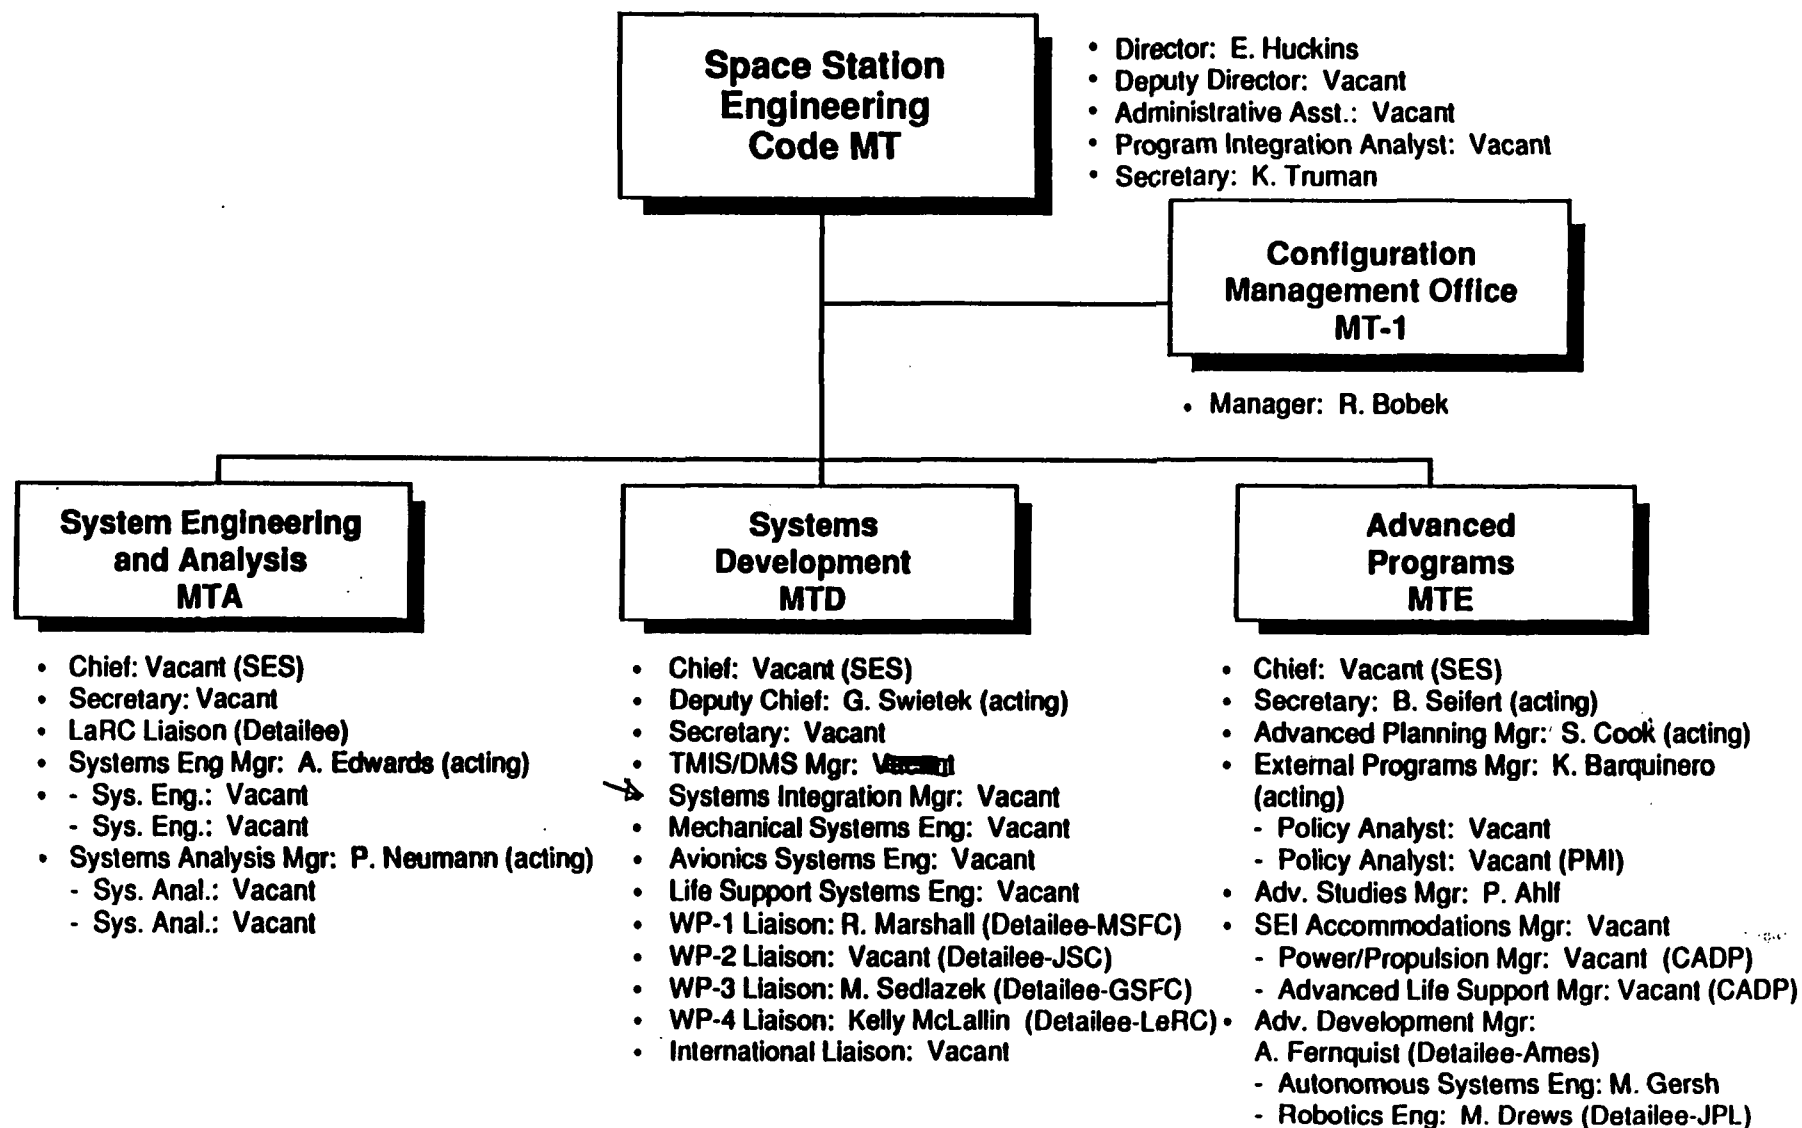 Space Station
Engineering
Code MT
• Director: E. Huckins
• Deputy Director: Vacant
• Administrative Asst.: Vacant
• Program Integration Analyst: Vacant
• Secretary: K. Truman
Configuration
Management Office
MT-1
• Manager: R. Bobek
System Engineering
and Analysis
MTA
• Chief: Vacant (SES)
• Secretary: Vacant
• LaRC Liaison (Detailee)
• Systems Eng Mgr: A. Edwards (acting)
• - Sys. Eng.: Vacant
- Sys. Eng.: Vacant
• Systems Analysis Mgr: P. Neumann (acting)
- Sys. Anal.: Vacant
- Sys. Anal.: Vacant
Systems
Development
MTD
• Chief: Vacant (SES)
• Deputy Chief: G. Swietek (acting)
• Secretary: Vacant
• TMIS/DMS Mgr: Vacant
Systems Integration Mgr: Vacant
• Mechanical Systems Eng: Vacant
• Avionics Systems Eng: Vacant
• Life Support Systems Eng: Vacant
• WP-1 Liaison: R. Marshall (Detailee-MSFC)
• WP-2 Liaison: Vacant (Detailee-JSC)
• WP-3 Liaison: M. Sedlazek (Detailee-GSFC)
• WP-4 Liaison: Kelly McLallin (Detailee-LeRC)
• International Liaison: Vacant
Advanced
Programs
MTE
• Chief: Vacant (SES)
• Secretary: B. Seifert (acting)
• Advanced Planning Mgr: S. Cook (acting)
• External Programs Mgr: K. Barquinero
(acting)
- Policy Analyst: Vacant
- Policy Analyst: Vacant (PMI)
• Adv. Studies Mgr: P. Ahlf
• SEI Accommodations Mgr: Vacant
- Power/Propulsion Mgr: Vacant (CADP)
- Advanced Life Support Mgr: Vacant (CADP)
• Adv. Development Mgr:
A. Fernquist (Detailee-Ames)
- Autonomous Systems Eng: M. Gersh
- Robotics Eng: M. Drews (Detailee-JPL)